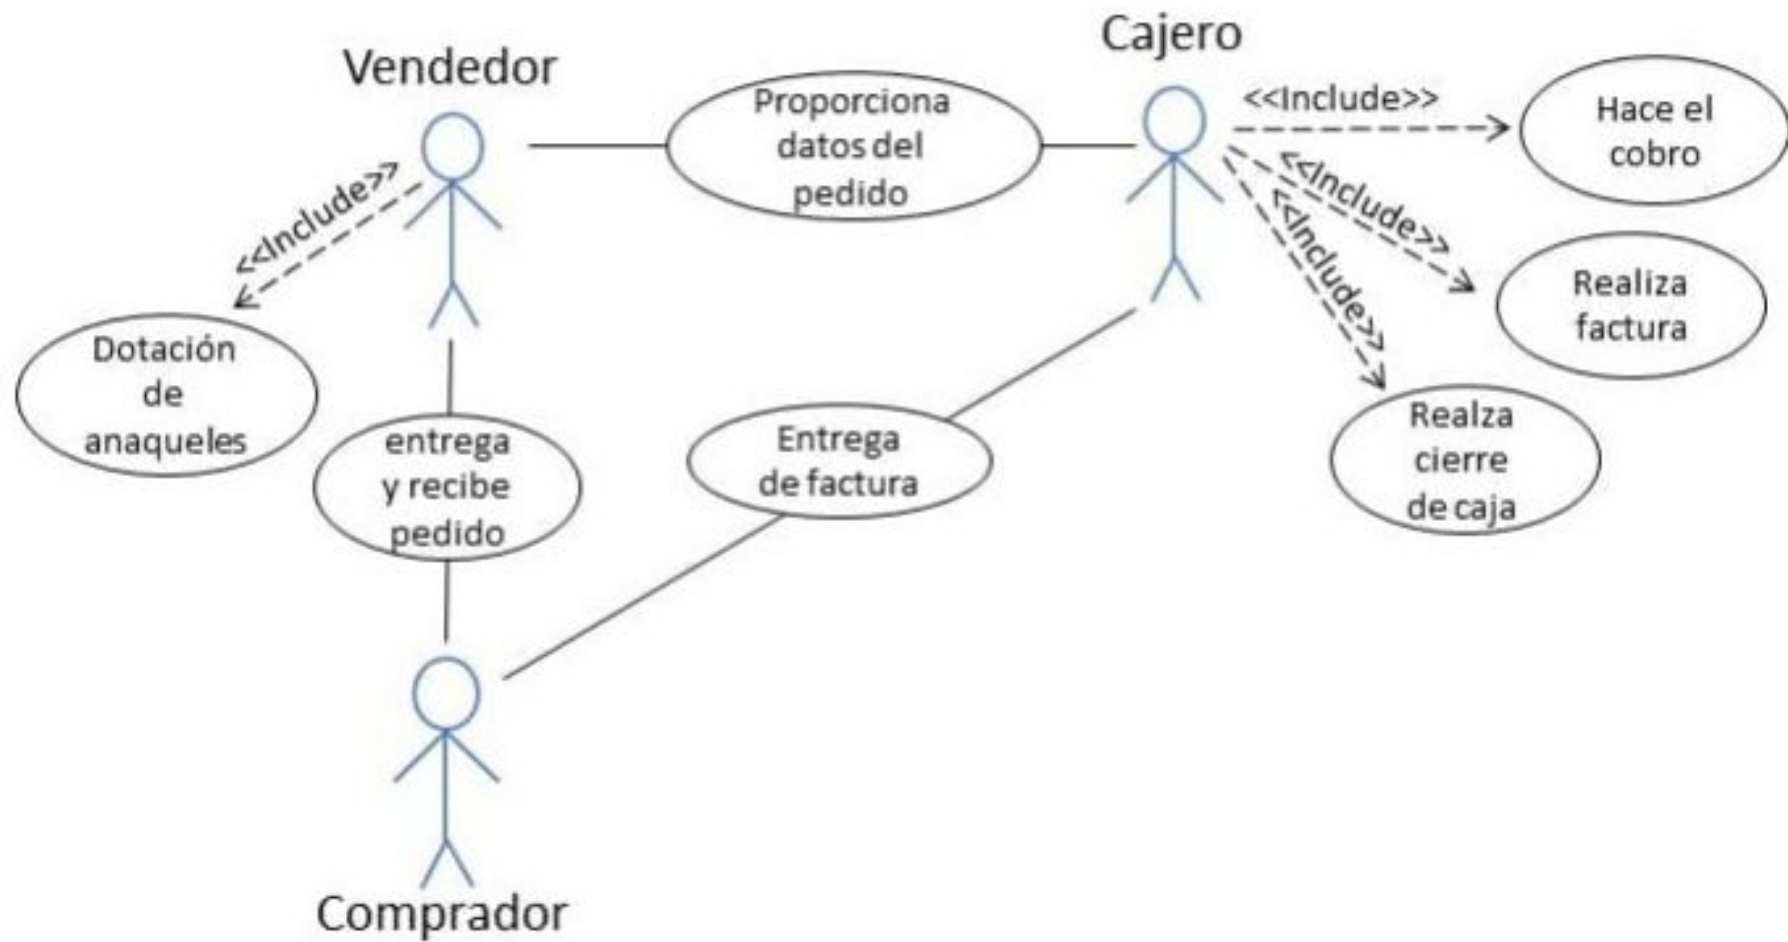 Vendedor
Cajero
Proporciona
datos del
pedido
<<Include>>
Hace el
cobro
<<Include>>
<<Include>>
<<Include>>
Realiza
factura
Dotación
de
anaqueles
entrega
y recibe
pedido
Entrega
de factura
Realza
cierre
de caja
Comprador